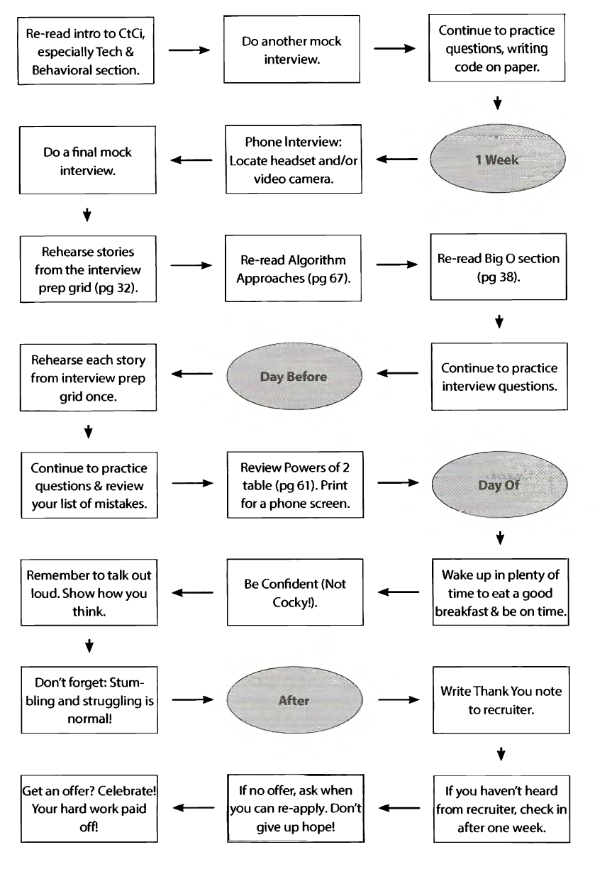 Re-read intro to CtCi,
especially Tech &
Behavioral section.
Do another mock
interview.
Continue to practice
questions, writing
code on paper.
1 Week
Phone Interview:
Locate headset and/or
video camera.
Do a final mock
interview.
Rehearse stories
from the interview
prep grid (pg 32).
Re-read Algorithm
Approaches (pg 67).
Re-read Big O section
(pg 38).
Continue to practice
interview questions.
Day Before
Rehearse each story
from interview prep
grid once.
Continue to practice
questions & review
your list of mistakes.
Review Powers of 2
table (pg 61). Print
for a phone screen.
Day Of
Wake up in plenty of
time to eat a good
breakfast & be on time.
Be Confident (Not
Cocky!).
Remember to talk out
loud. Show how you
think.
Don't forget: Stum-
bling and struggling is
normal!
After
Write Thank You note
to recruiter.
If you haven't heard
from recruiter, check in
after one week.
If no offer, ask when
you can re-apply. Don't
give up hope!
Get an offer? Celebrate!
Your hard work paid
off!